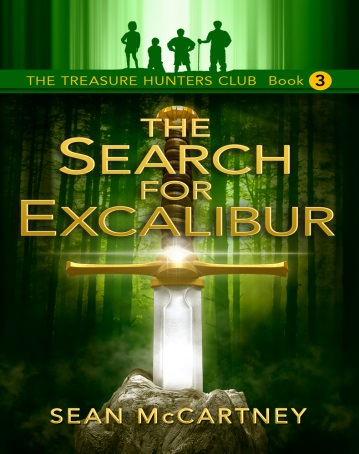 THE TREASURE HUNTERS CLUB Book 3
THE
SEARCH
FOR
EXCALIBUR
SEAN McCARTNEY